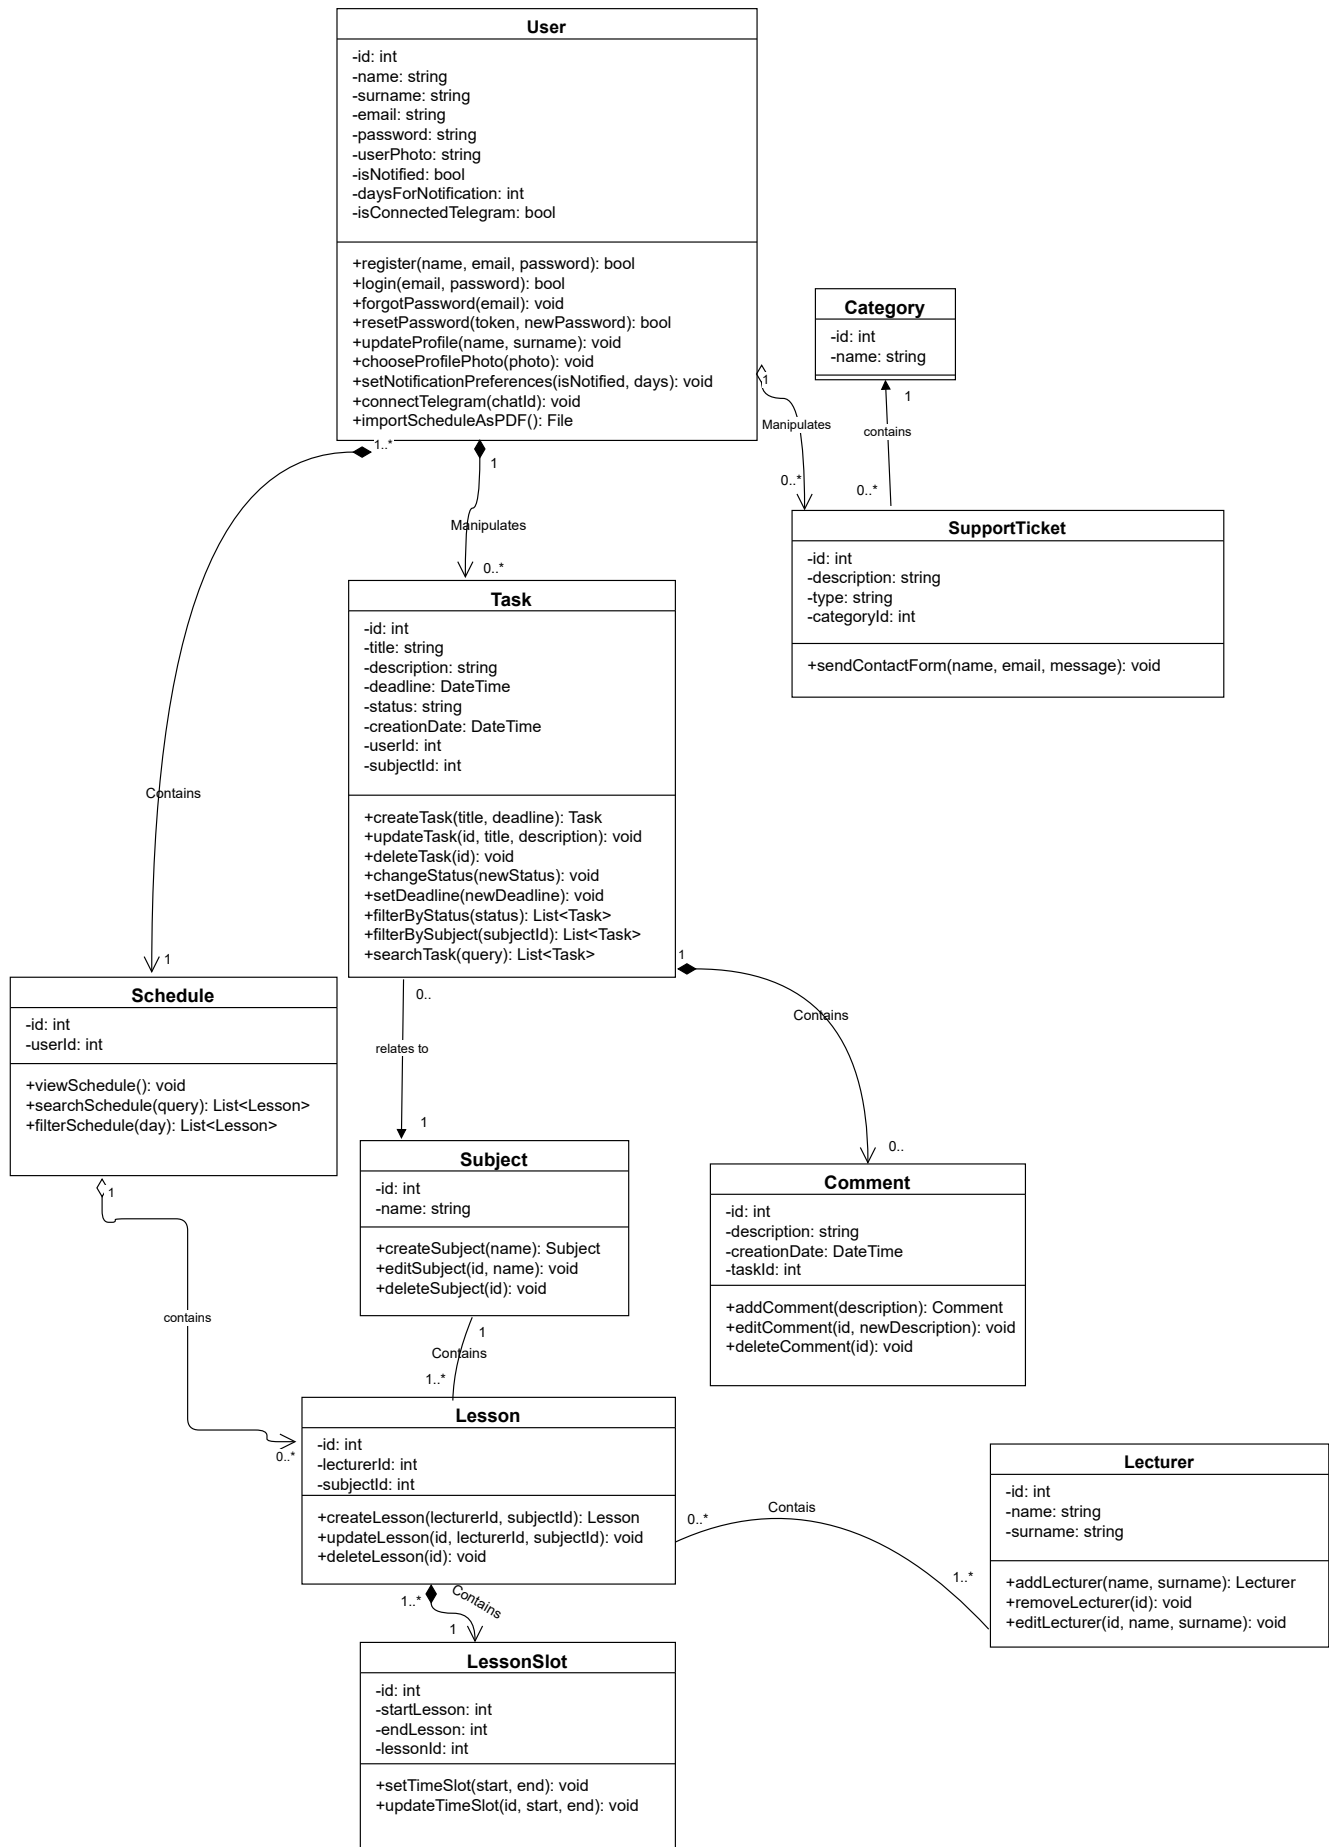 User
-id: int
-name: string
-surname: string
-email: string
-password: string
-userPhoto: string
-isNotified: bool
-daysForNotification: int
-isConnectedTelegram: bool
+register(name, email, password): bool
+login(email, password): bool
+forgotPassword(email): void
+resetPassword(token, newPassword): bool
+updateProfile(name, surname): void
+chooseProfilePhoto(photo): void
+setNotificationPreferences(isNotified, days): void
+connectTelegram(chatId): void
+importScheduleAsPDF(): File
Category
-id: int
-name: string
1
contains
0..*
1
Manipulates
0..*
SupportTicket
-id: int
-description: string
-type: string
-categoryId: int
+sendContactForm(name, email, message): void
1..*
Contains
1
1
Manipulates
0..*
Task
-id: int
-title: string
-description: string
-deadline: DateTime
-status: string
-creationDate: DateTime
-userId: int
-subjectId: int
+createTask(title, deadline): Task
+updateTask(id, title, description): void
+deleteTask(id): void
+changeStatus(newStatus): void
+setDeadline(newDeadline): void
+filterByStatus(status): List<Task>
+filterBySubject(subjectId): List<Task>
+searchTask(query): List<Task>
Schedule
-id: int
-userId: int
+viewSchedule(): void
+searchSchedule(query): List<Lesson>
+filterSchedule(day): List<Lesson>
0..
relates to
1
1
Contains
0..
Subject
-id: int
-name: string
+createSubject(name): Subject
+editSubject(id, name): void
+deleteSubject(id): void
Comment
-id: int
-description: string
-creationDate: DateTime
-taskId: int
+addComment(description): Comment
+editComment(id, newDescription): void
+deleteComment(id): void
1
contains
0..*
1
Contains
1..*
Lesson
-id: int
-lecturerId: int
-subjectId: int
+createLesson(lecturerId, subjectId): Lesson
+updateLesson(id, lecturerId, subjectId): void
+deleteLesson(id): void
0..*
Contais
1..*
Lecturer
-id: int
-name: string
-surname: string
+addLecturer(name, surname): Lecturer
+removeLecturer(id): void
+editLecturer(id, name, surname): void
1..*
Contains
1
LessonSlot
-id: int
-startLesson: int
-endLesson: int
-lessonId: int
+setTimeSlot(start, end): void
+updateTimeSlot(id, start, end): void